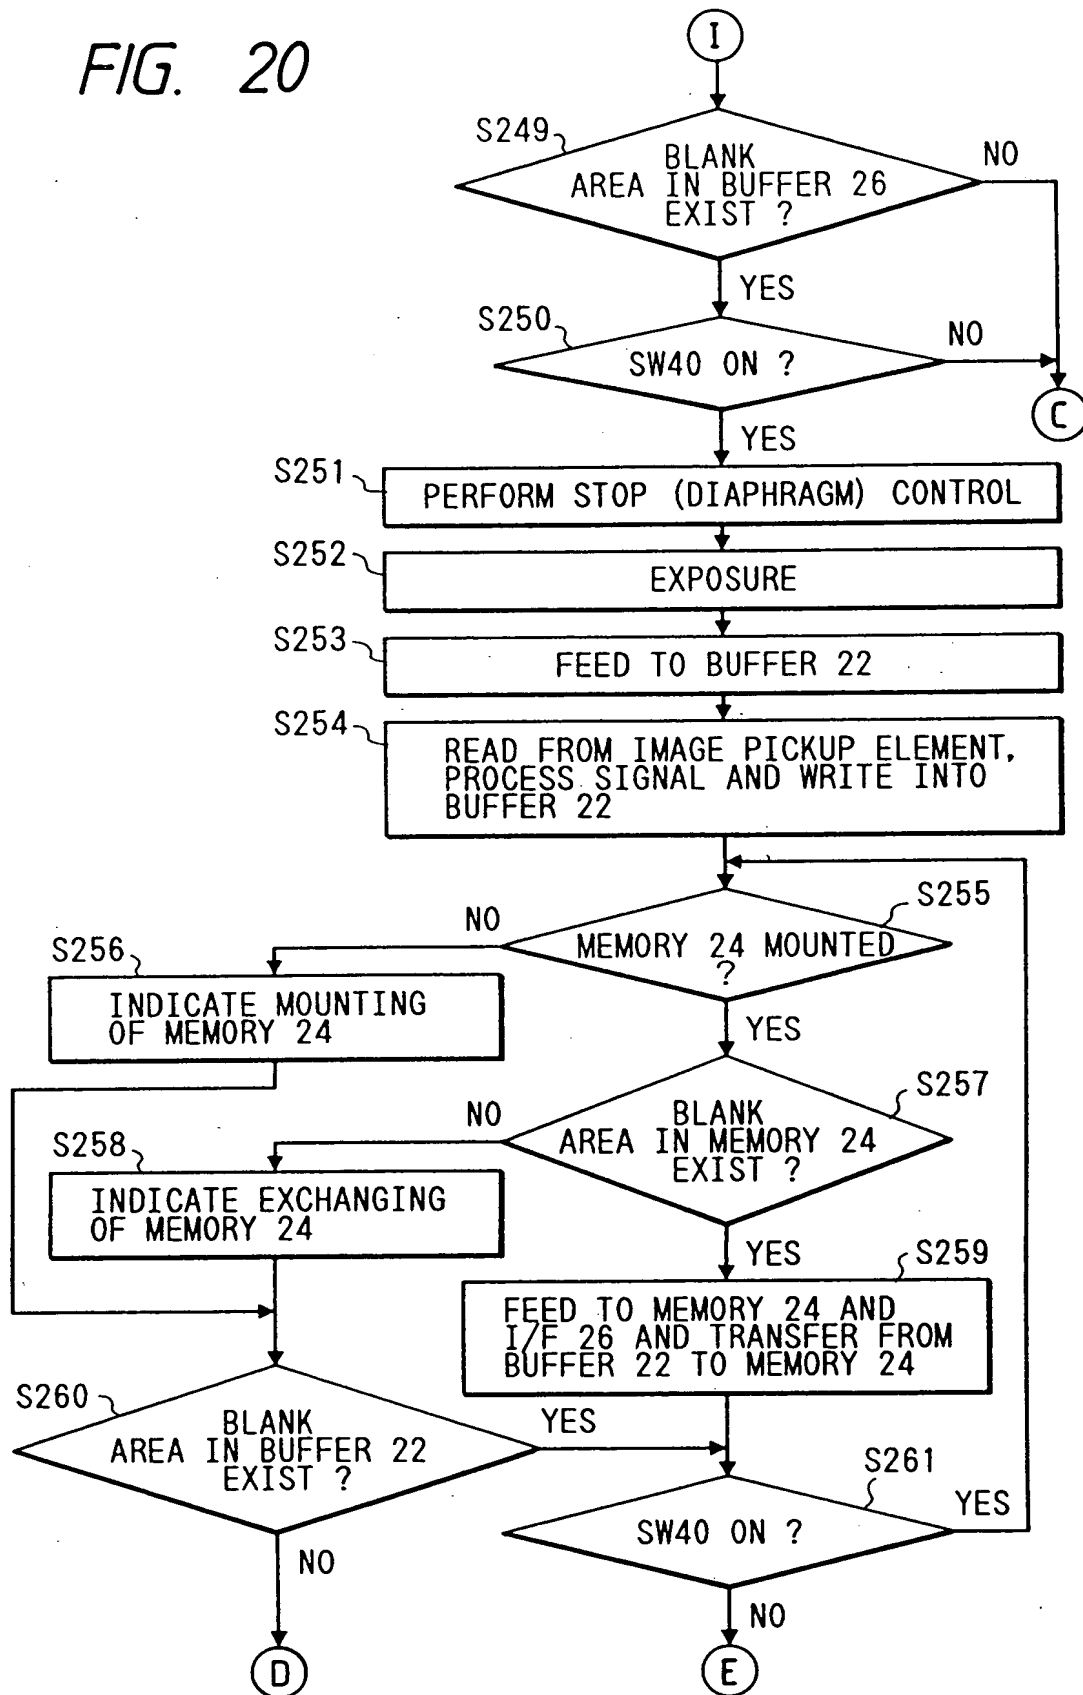 FIG. 20
I
S249
BLANK
AREA IN BUFFER 26
EXIST ?
NO
YES
S250
SW40 ON ?
NO
C
YES
S251
PERFORM STOP (DIAPHRAGM) CONTROL
S252
EXPOSURE
S253
FEED TO BUFFER 22
S254
READ FROM IMAGE PICKUP ELEMENT,
PROCESS SIGNAL AND WRITE INTO
BUFFER 22
S255
MEMORY 24 MOUNTED
?
NO
YES
S256
INDICATE MOUNTING
OF MEMORY 24
S257
BLANK
AREA IN MEMORY 24
EXIST ?
NO
YES
S258
INDICATE EXCHANGING
OF MEMORY 24
S259
FEED TO MEMORY 24 AND
I/F 26 AND TRANSFER FROM
BUFFER 22 TO MEMORY 24
S260
BLANK
AREA IN BUFFER 22
EXIST ?
YES
NO
S261
SW40 ON ?
YES
NO
D
E